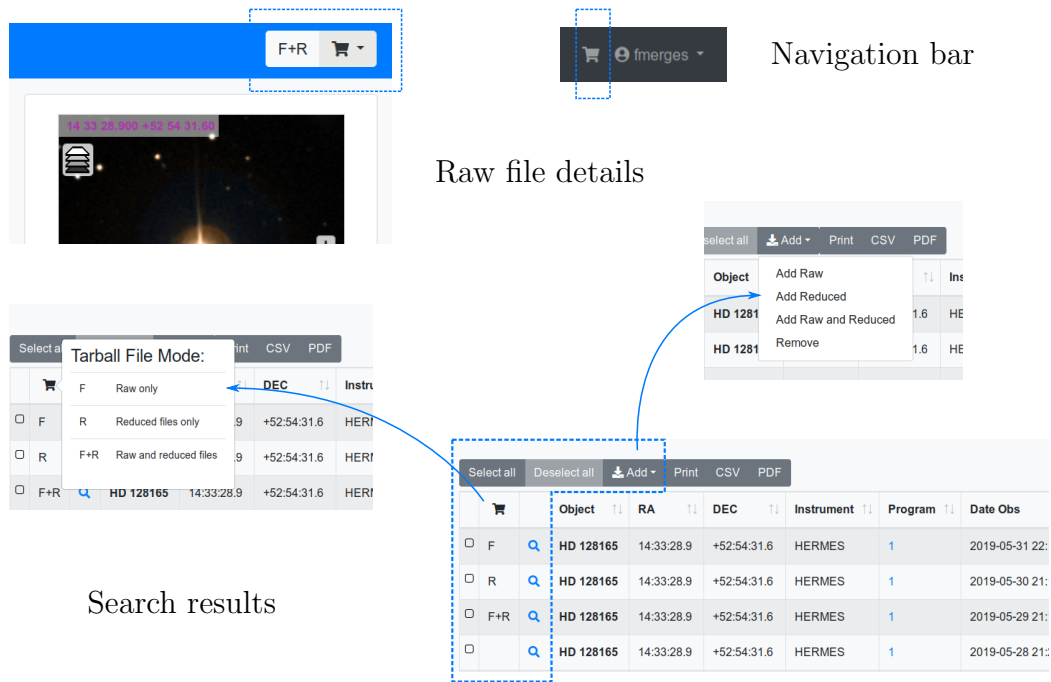 F+R
fmerges
Navigation bar
14 33 28.900 +52 54 31.60
Raw file details
select all Add Print CSV PDF
Object Ins
Add Raw
Add Reduced
Add Raw and Reduced
Remove
HD 1281 1.6 HE
HD 1281 1.6 HE
Select all rint CSV PDF
Tarball File Mode:
F Raw only
R Reduced files only
F+R Raw and reduced files
DEC Instru
F .9 +52:54:31.6 HERM
R .9 +52:54:31.6 HERM
F+R HD 128165 14:33:28.9 +52:54:31.6 HERM
Search results
Select all Deselect all Add Print CSV PDF
Object RA DEC Instrument Program Date Obs
F HD 128165 14:33:28.9 +52:54:31.6 HERMES 1 2019-05-31 22:
R HD 128165 14:33:28.9 +52:54:31.6 HERMES 1 2019-05-30 21:
F+R HD 128165 14:33:28.9 +52:54:31.6 HERMES 1 2019-05-29 21:
HD 128165 14:33:28.9 +52:54:31.6 HERMES 1 2019-05-28 21: